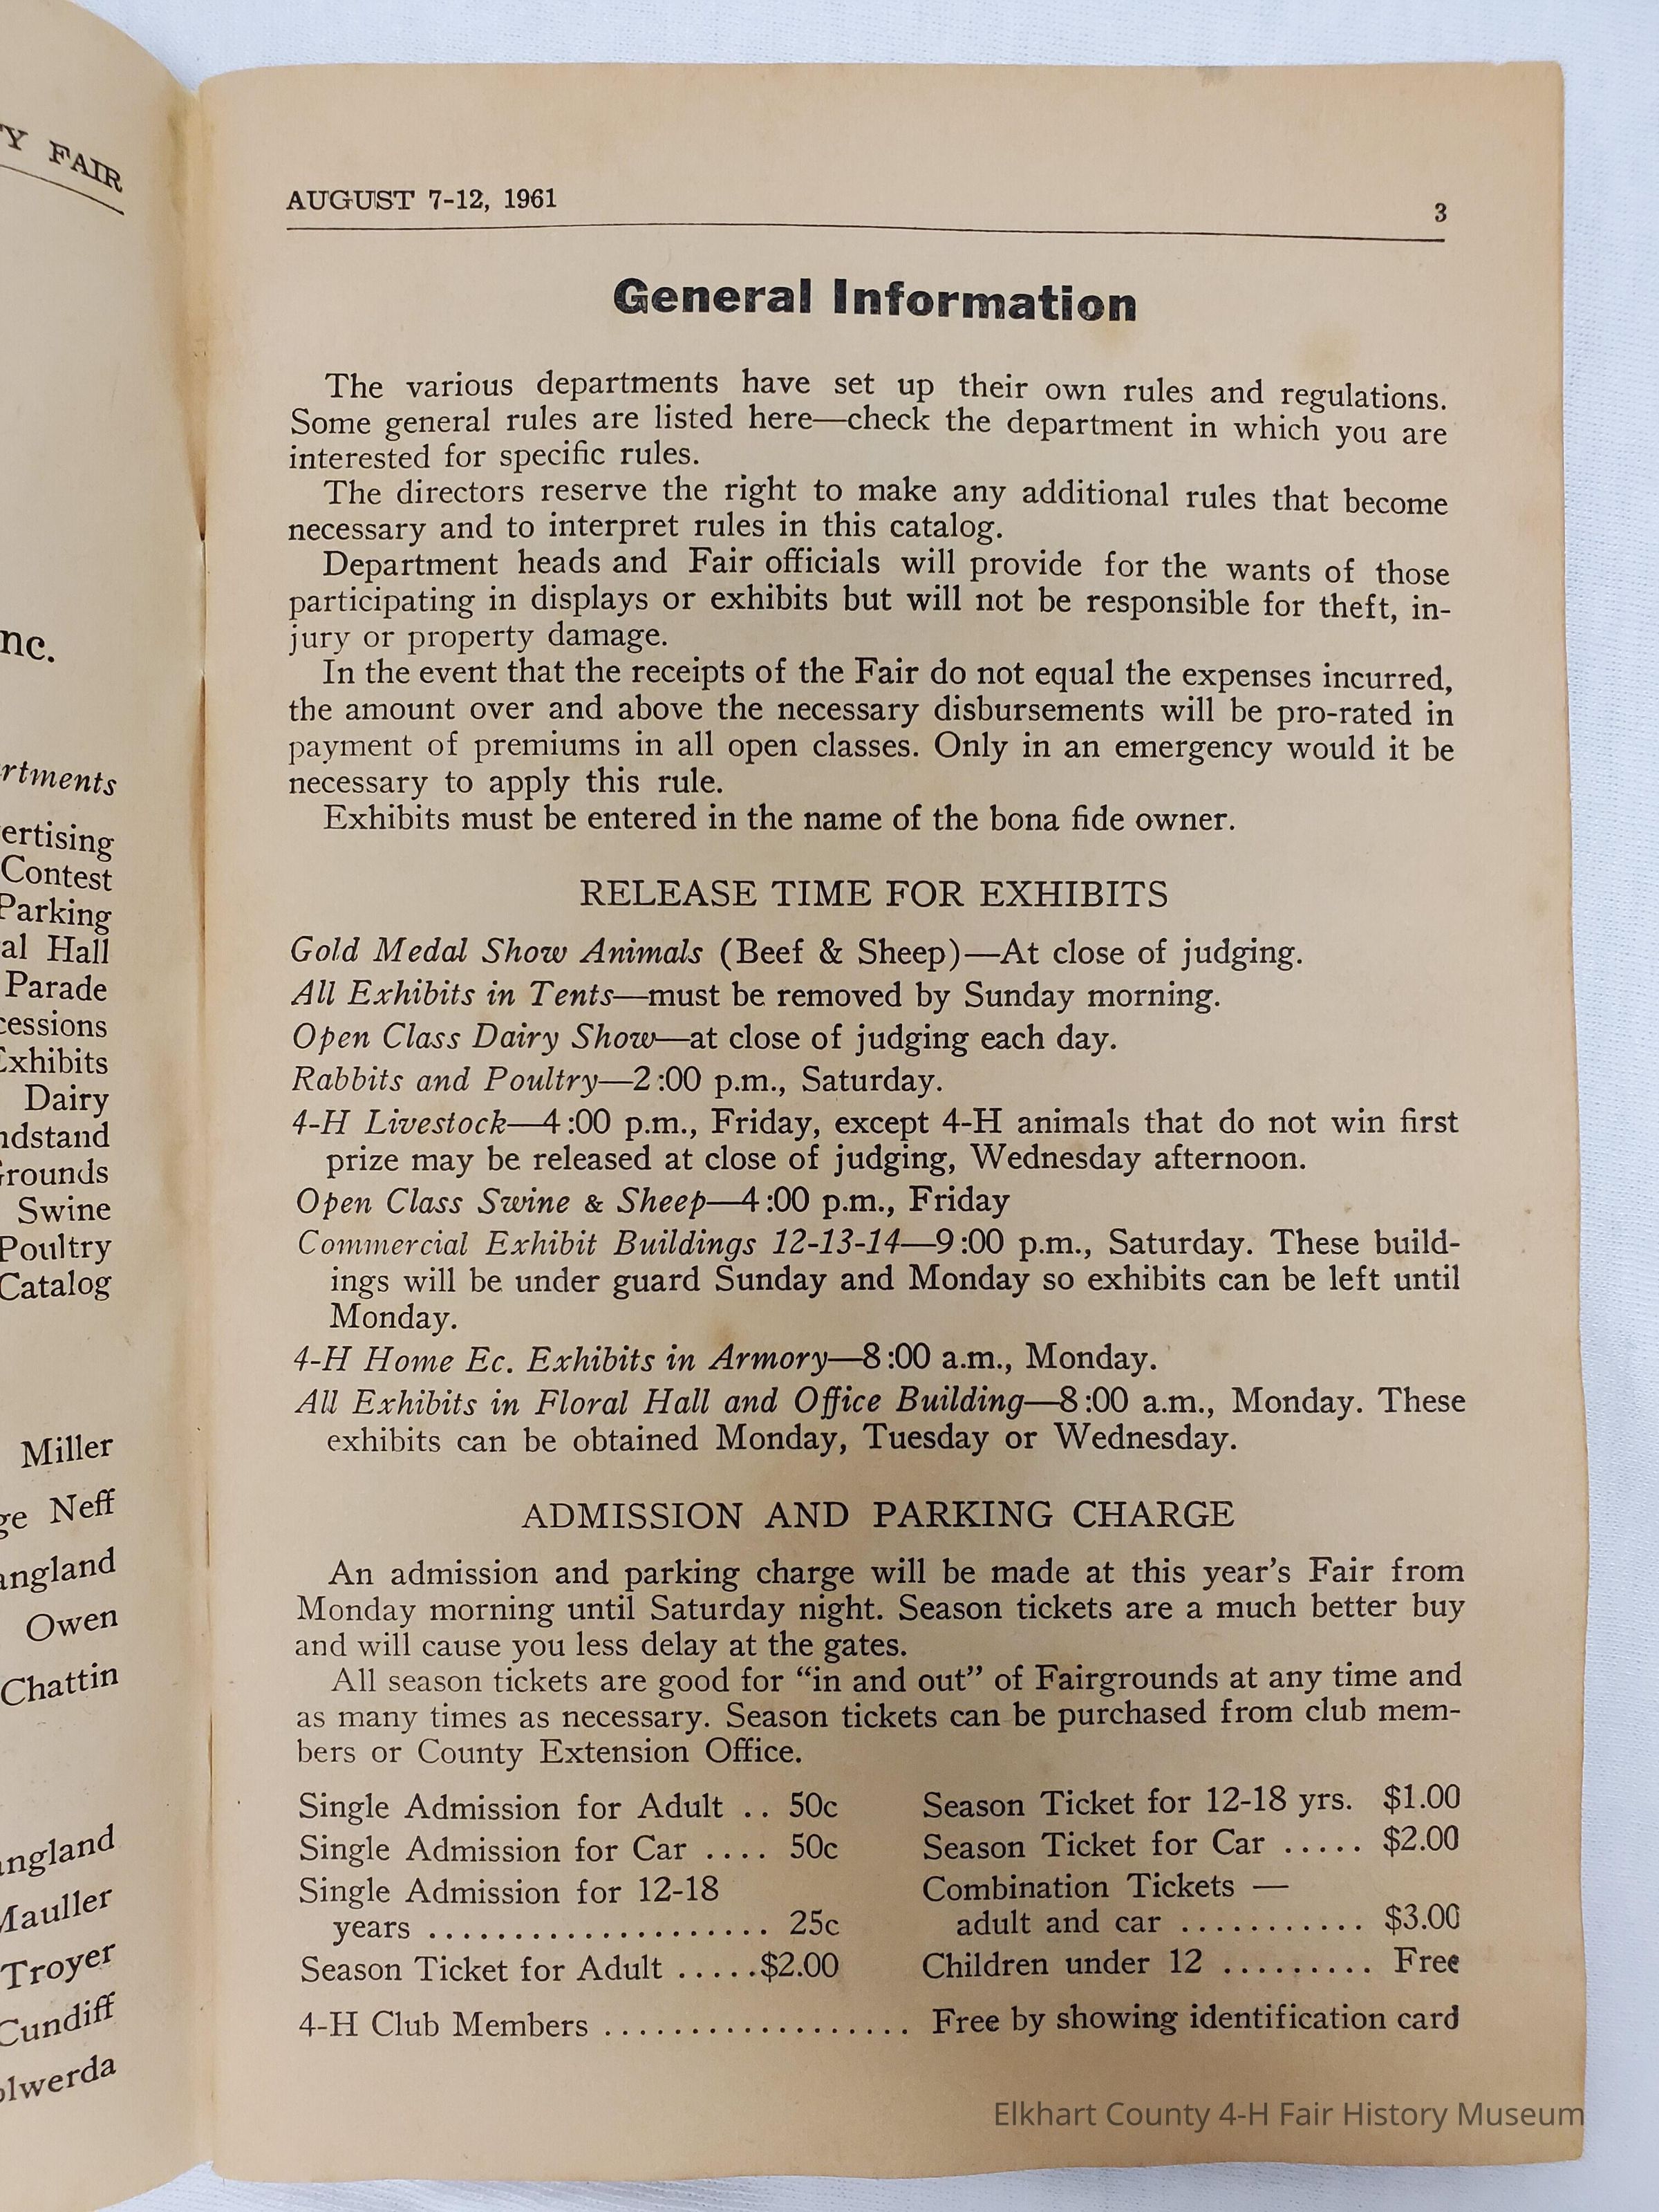 TY FAIR
nc.
rtments
ertising
Contest
Parking
al Hall
Parade
cessions
Exhibits
Dairy
ndstand
Grounds
Swine
Poultry
Catalog
Miller
ge Neff
angland
Owen
Chattin
angland
Mauller
Troyer
Cundiff
olwerda
AUGUST 7-12, 1961 3
General Information
The various departments have set up their own rules and regulations.
Some general rules are listed here—check the department in which you are
interested for specific rules.
The directors reserve the right to make any additional rules that become
necessary and to interpret rules in this catalog.
Department heads and Fair officials will provide for the wants of those
participating in displays or exhibits but will not be responsible for theft, in-
jury or property damage.
In the event that the receipts of the Fair do not equal the expenses incurred,
the amount over and above the necessary disbursements will be pro-rated in
payment of premiums in all open classes. Only in an emergency would it be
necessary to apply this rule.
Exhibits must be entered in the name of the bona fide owner.
RELEASE TIME FOR EXHIBITS
Gold Medal Show Animals (Beef & Sheep)—At close of judging.
All Exhibits in Tents—must be removed by Sunday morning.
Open Class Dairy Show—at close of judging each day.
Rabbits and Poultry—2:00 p.m., Saturday.
4-H Livestock—4:00 p.m., Friday, except 4-H animals that do not win first
prize may be released at close of judging, Wednesday afternoon.
Open Class Swine & Sheep—4:00 p.m., Friday
Commercial Exhibit Buildings 12-13-14—9:00 p.m., Saturday. These build-
ings will be under guard Sunday and Monday so exhibits can be left until
Monday.
4-H Home Ec. Exhibits in Armory—8:00 a.m., Monday.
All Exhibits in Floral Hall and Office Building—8:00 a.m., Monday. These
exhibits can be obtained Monday, Tuesday or Wednesday.
ADMISSION AND PARKING CHARGE
An admission and parking charge will be made at this year's Fair from
Monday morning until Saturday night. Season tickets are a much better buy
and will cause you less delay at the gates.
All season tickets are good for "in and out" of Fairgrounds at any time and
as many times as necessary. Season tickets can be purchased from club mem-
bers or County Extension Office.
Single Admission for Adult .. 50c
Single Admission for Car .... 50c
Single Admission for 12-18
years .................... 25c
Season Ticket for Adult .....$2.00
Season Ticket for 12-18 yrs. $1.00
Season Ticket for Car ..... $2.00
Combination Tickets —
adult and car ........... $3.00
Children under 12 ......... Free
4-H Club Members .................. Free by showing identification card
Elkhart County 4-H Fair History Museum